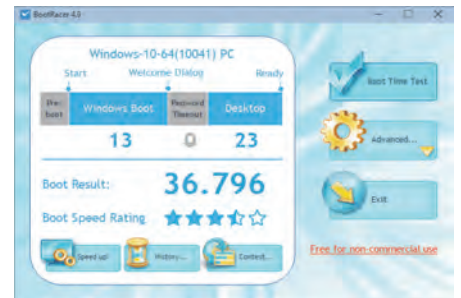 BootRacer 4.8
Windows-10-64(10041) PC
Start Welcome Dialog Ready
Pre-boot Windows Boot Password Timeout Desktop
13 0 23
Boot Result: 36.796
Boot Speed Rating
Speed up! History... Contest...
Boot Time Test
Advanced...
Exit
Free for non-commercial use